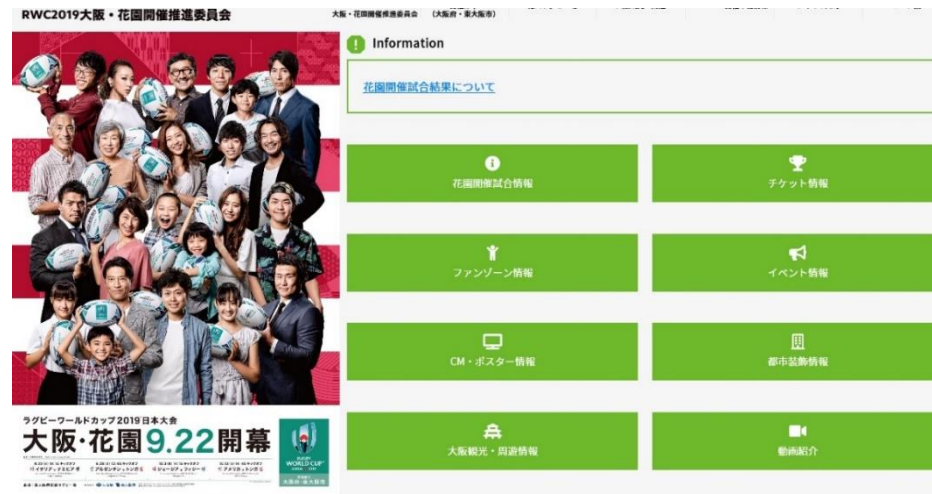 RWC2019大阪・花園開催推進委員会
大阪・花園開催推進委員会 (大阪府・東大阪市)
Information
花園開催試合結果について
花園開催試合情報
チケット情報
ファンゾーン情報
イベント情報
CM・ポスター情報
都市装飾情報
大阪観光・周遊情報
動画紹介
ラグビーワールドカップ2019日本大会
大阪・花園9.22開幕
RUGBY
WORLD CUP
大阪府・東大阪市